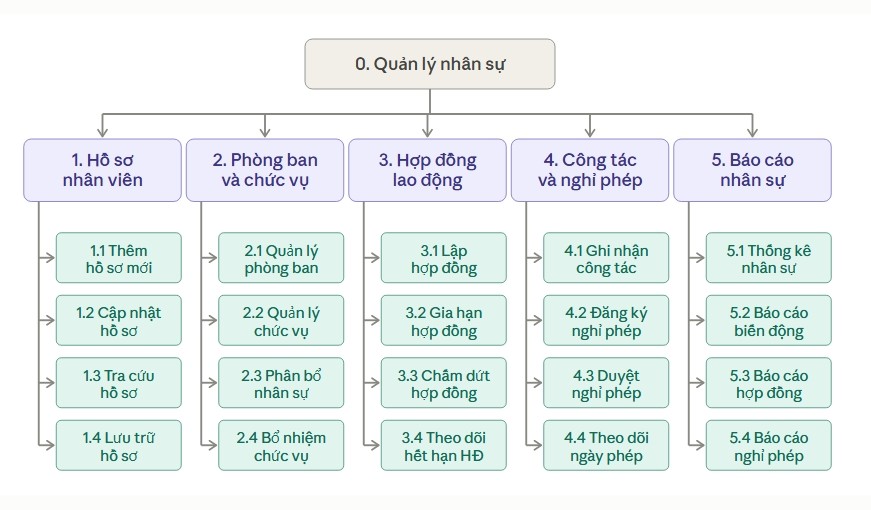 0. Quản lý nhân sự
1. Hồ sơ
nhân viên
2. Phòng ban
và chức vụ
3. Hợp đồng
lao động
4. Công tác
và nghỉ phép
5. Báo cáo
nhân sự
1.1 Thêm
hồ sơ mới
2.1 Quản lý
phòng ban
3.1 Lập
hợp đồng
4.1 Ghi nhận
công tác
5.1 Thống kê
nhân sự
1.2 Cập nhật
hồ sơ
2.2 Quản lý
chức vụ
3.2 Gia hạn
hợp đồng
4.2 Đăng ký
nghỉ phép
5.2 Báo cáo
biến động
1.3 Tra cứu
hồ sơ
2.3 Phân bổ
nhân sự
3.3 Chấm dứt
hợp đồng
4.3 Duyệt
nghỉ phép
5.3 Báo cáo
hợp đồng
1.4 Lưu trữ
hồ sơ
2.4 Bổ nhiệm
chức vụ
3.4 Theo dõi
hết hạn HĐ
4.4 Theo dõi
ngày phép
5.4 Báo cáo
nghỉ phép